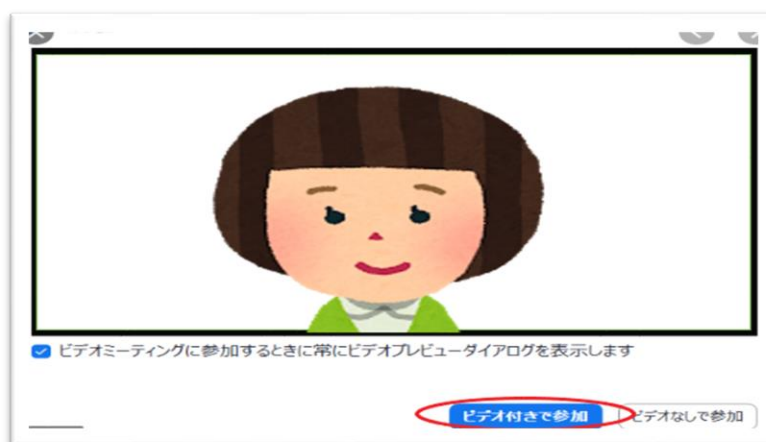 ビデオミーティングに参加するときに常にビデオプレビューダイアログを表示します
ビデオ付きで参加 ビデオなしで参加